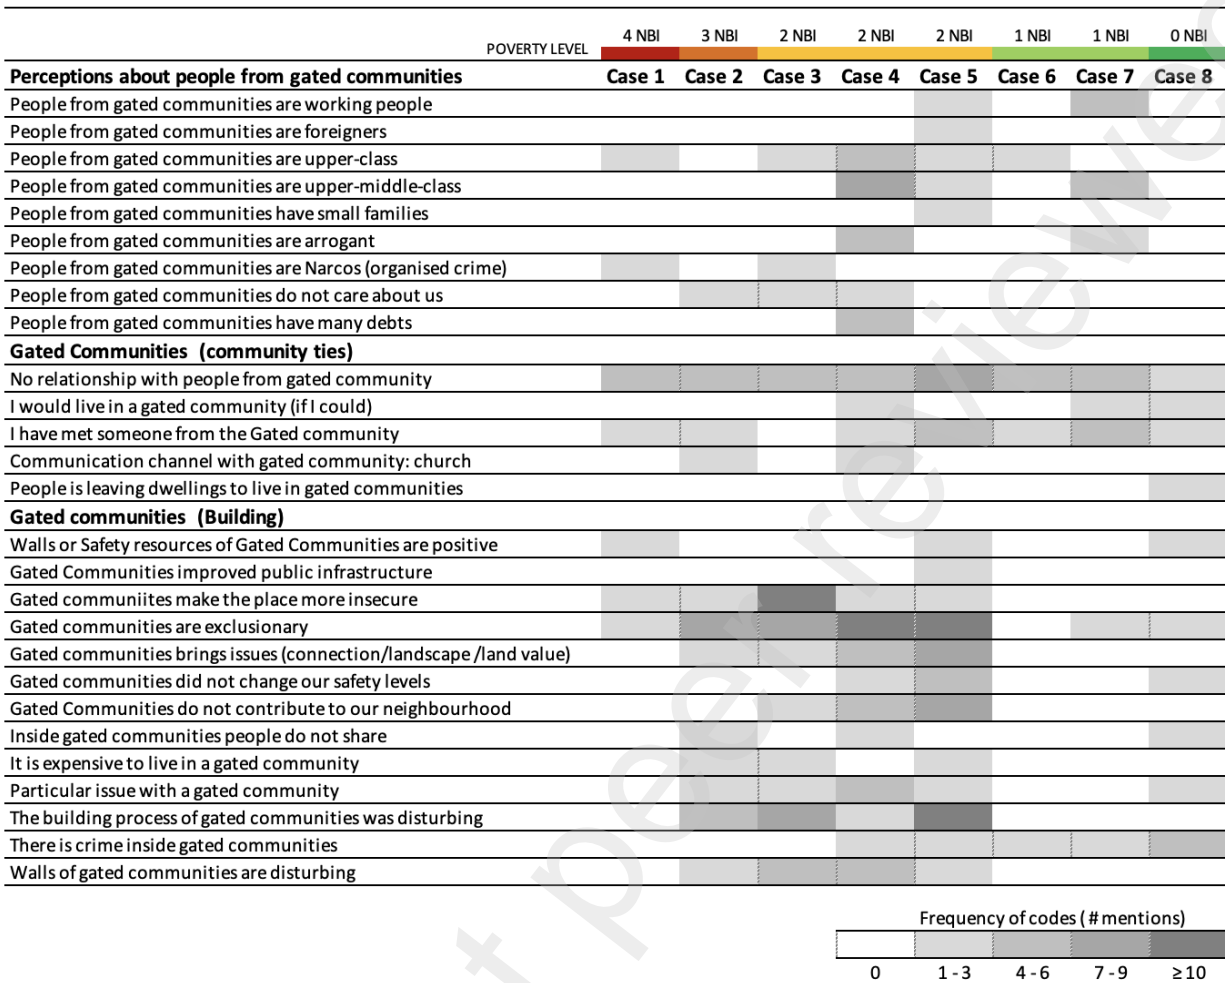 4 NBI 3 NBI 2 NBI 2 NBI 2 NBI 1 NBI 1 NBI 0 NBI
POVERTY LEVEL
Perceptions about people from gated communities Case 1 Case 2 Case 3 Case 4 Case 5 Case 6 Case 7 Case 8
People from gated communities are working people
People from gated communities are foreigners
People from gated communities are upper-class
People from gated communities are upper-middle-class
People from gated communities have small families
People from gated communities are arrogant
People from gated communities are Narcos (organised crime)
People from gated communities do not care about us
People from gated communities have many debts
Gated Communities (community ties)
No relationship with people from gated community
I would live in a gated community (if I could)
I have met someone from the Gated community
Communication channel with gated community: church
People is leaving dwellings to live in gated communities
Gated communities (Building)
Walls or Safety resources of Gated Communities are positive
Gated Communities improved public infrastructure
Gated communiites make the place more insecure
Gated communities are exclusionary
Gated communities brings issues (connection/landscape /land value)
Gated communities did not change our safety levels
Gated Communities do not contribute to our neighbourhood
Inside gated communities people do not share
It is expensive to live in a gated community
Particular issue with a gated community
The building process of gated communities was disturbing
There is crime inside gated communities
Walls of gated communities are disturbing
Frequency of codes ( # mentions)
0 1 - 3 4 - 6 7 - 9 ≥ 10
t peer reviewe